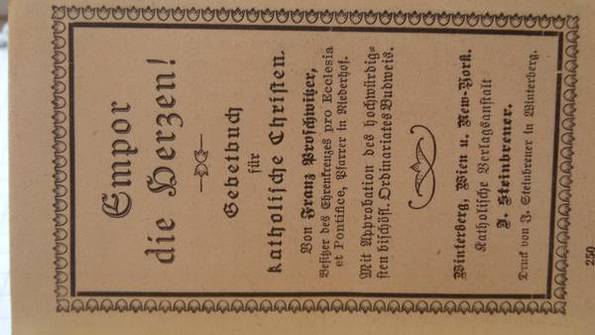 Empor
die Herzen!
Gebetbuch
für
katholische Christen.
Von Franz Proschwitzer,
Besitzer des Ehrenkreuzes pro Ecclesia
et Pontifice, Pfarrer in Niederhof.
Mit Approbation des hochwürdig-
sten bischöfl. Ordinariates Budweis.
Winterberg, Wien u. New-York.
Katholische Verlagsanstalt
J. Steinbrener.
Druck von J. Steinbrener in Winterberg.
250